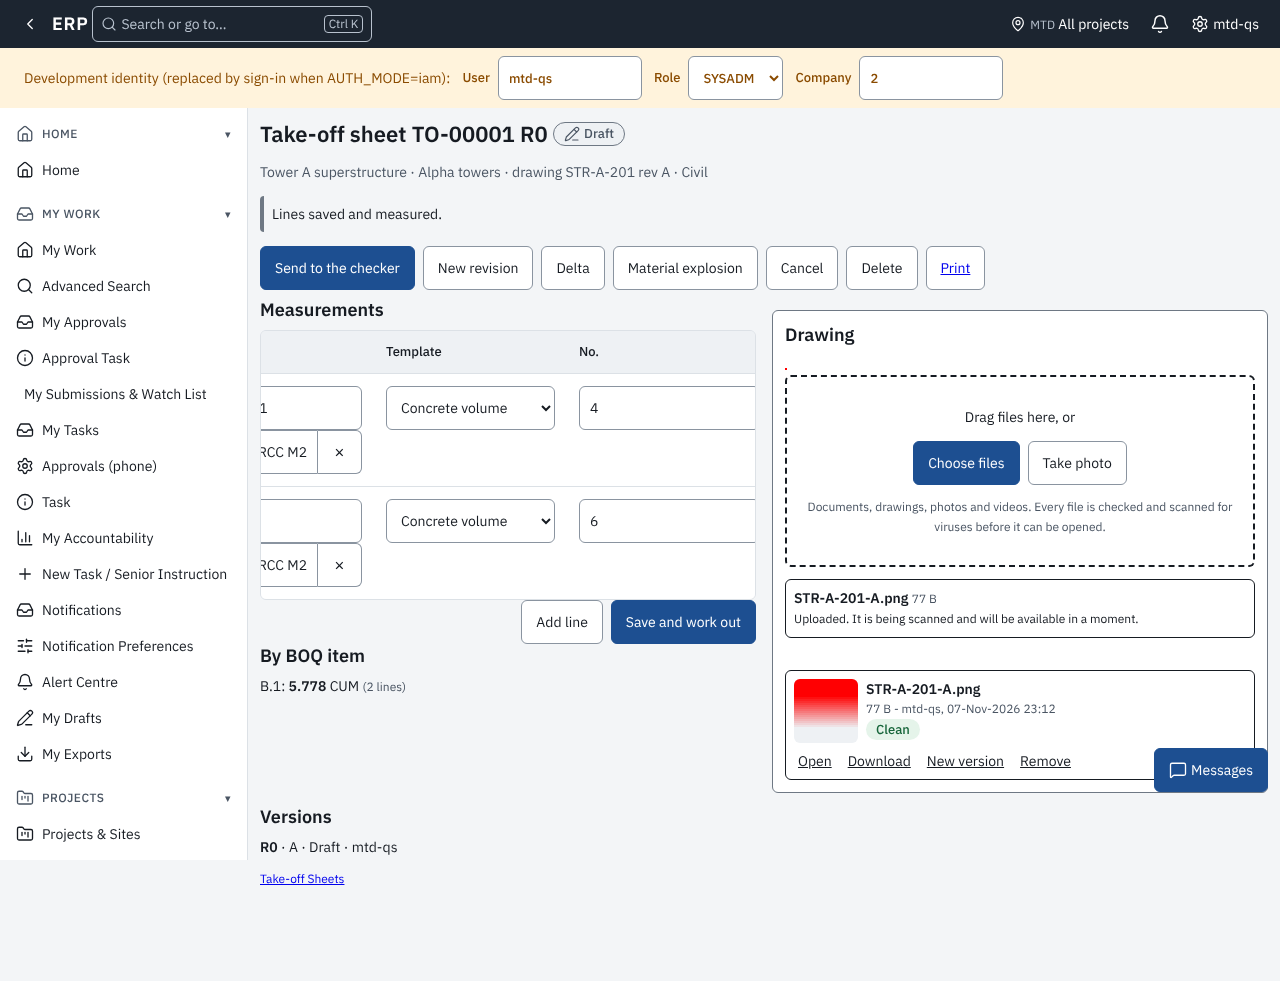 ERP Search or go to... Ctrl K MTD All projects mtd-qs
Development identity (replaced by sign-in when AUTH_MODE=iam): User mtd-qs Role SYSADM Company 2
HOME
Home
MY WORK
My Work
Advanced Search
My Approvals
Approval Task
My Submissions & Watch List
My Tasks
Approvals (phone)
Task
My Accountability
New Task / Senior Instruction
Notifications
Notification Preferences
Alert Centre
My Drafts
My Exports
PROJECTS
Projects & Sites
Take-off sheet TO-00001 R0 Draft
Tower A superstructure · Alpha towers · drawing STR-A-201 rev A · Civil
Lines saved and measured.
Send to the checker New revision Delta Material explosion Cancel Delete Print
Measurements
Template No.
1 Concrete volume 4
RCC M2 ×
Concrete volume 6
RCC M2 ×
Add line Save and work out
By BOQ item
B.1: 5.778 CUM (2 lines)
Drawing
Drag files here, or
Choose files Take photo
Documents, drawings, photos and videos. Every file is checked and scanned for
viruses before it can be opened.
STR-A-201-A.png 77 B
Uploaded. It is being scanned and will be available in a moment.
STR-A-201-A.png
77 B - mtd-qs, 07-Nov-2026 23:12
Clean
Open Download New version Remove
Messages
Versions
R0 · A · Draft · mtd-qs
Take-off Sheets